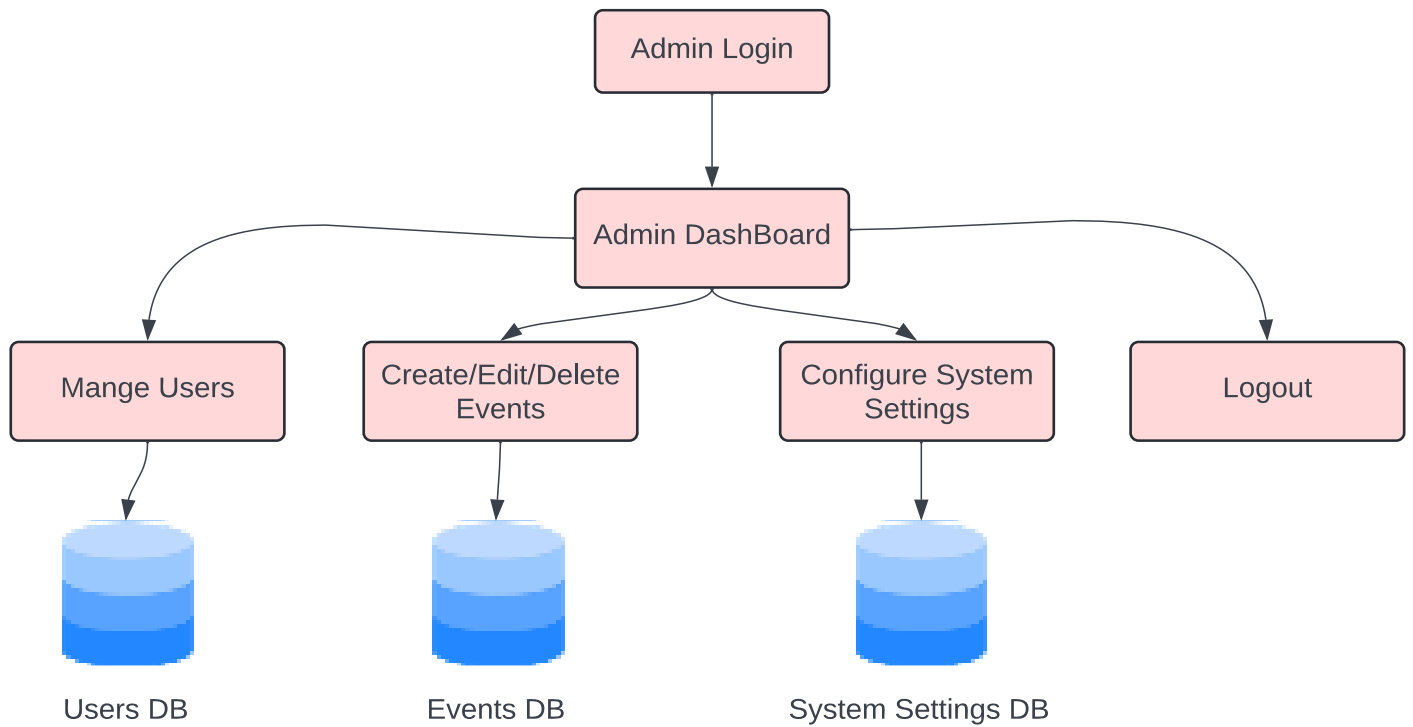 Admin Login
Admin DashBoard
Mange Users
Create/Edit/Delete
Events
Configure System
Settings
Logout
Users DB
Events DB
System Settings DB